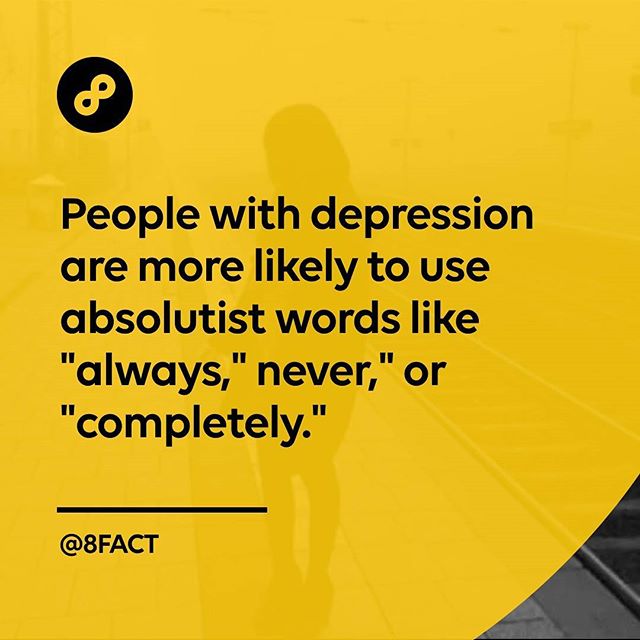 People with depression
are more likely to use
absolutist words like
"always," never," or
"completely."
@8FACT